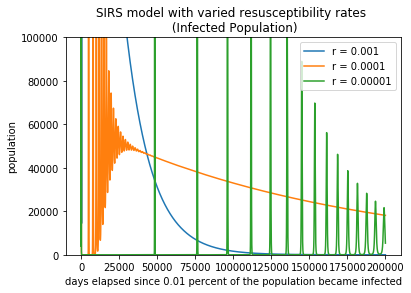 SIRS model with varied resusceptibility rates
(Infected Population)
100000
80000
60000
40000
20000
0
population
r = 0.001
r = 0.0001
r = 0.00001
0 25000 50000 75000 100000 125000 150000 175000 200000
days elapsed since 0.01 percent of the population became infected